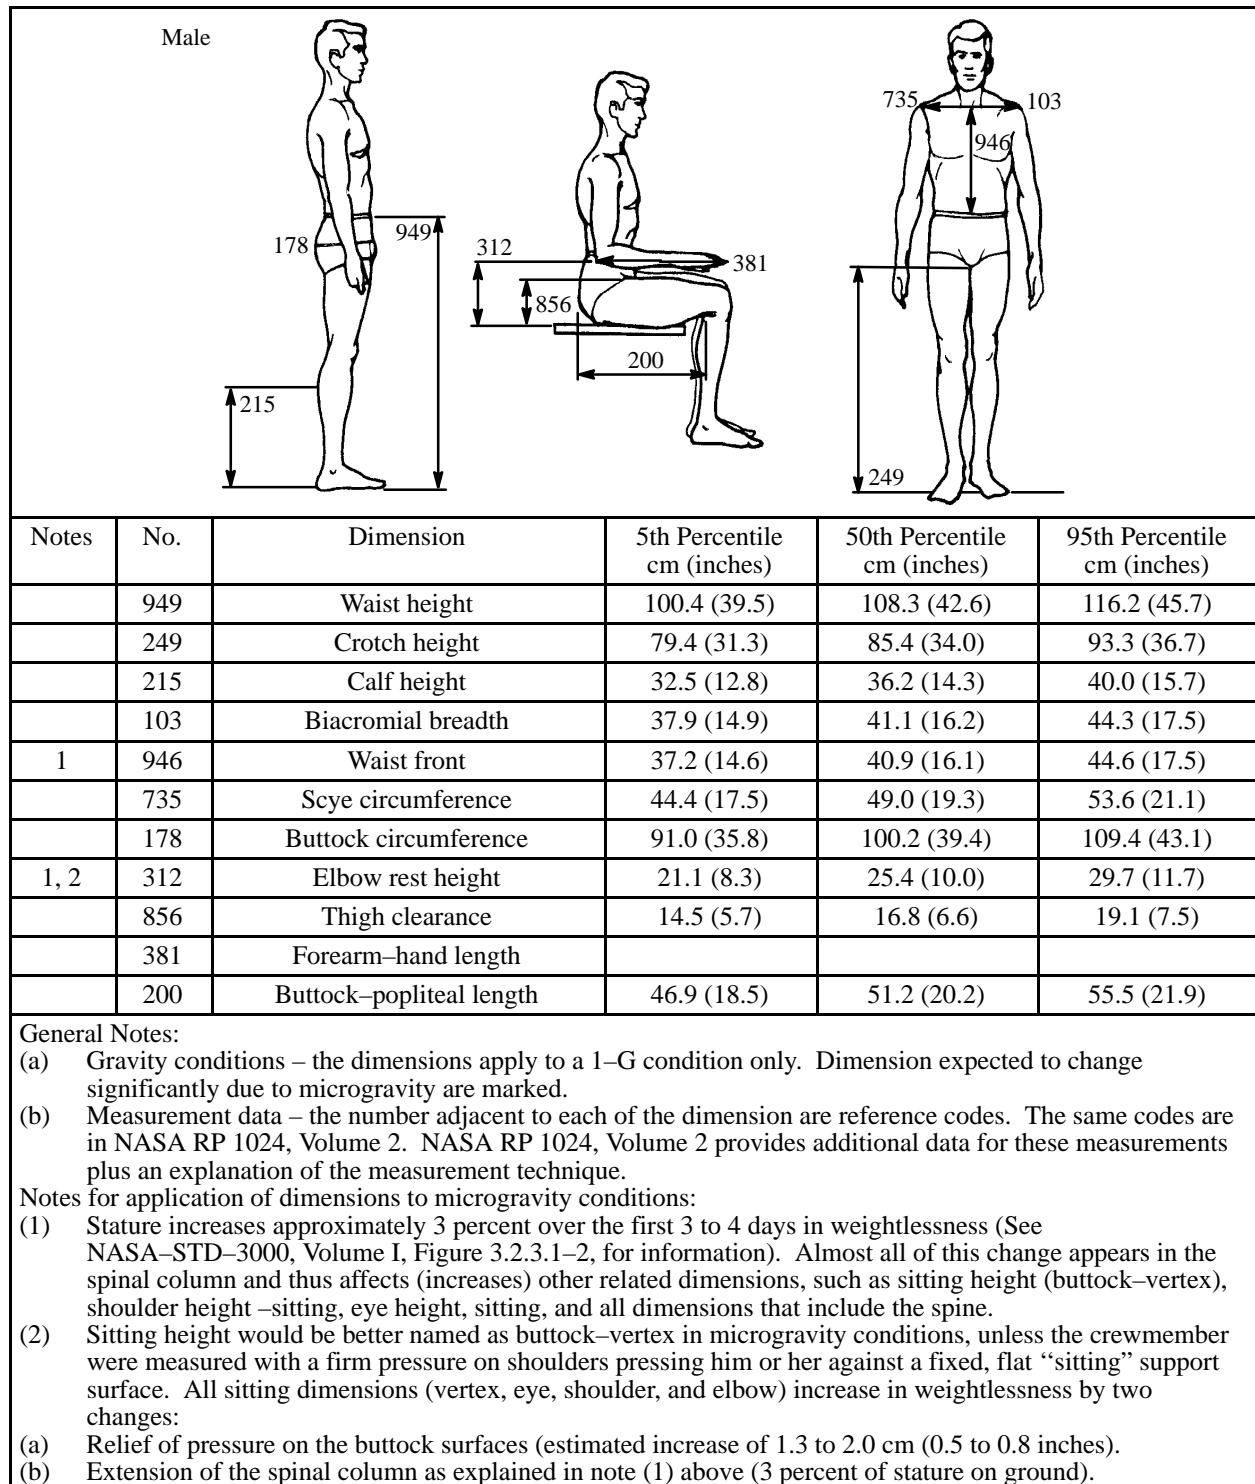 Male
735
103
946
949
178
312
381
856
200
215
249
Notes No. Dimension 5th Percentile cm (inches) 50th Percentile cm (inches) 95th Percentile cm (inches)
949 Waist height 100.4 (39.5) 108.3 (42.6) 116.2 (45.7)
249 Crotch height 79.4 (31.3) 85.4 (34.0) 93.3 (36.7)
215 Calf height 32.5 (12.8) 36.2 (14.3) 40.0 (15.7)
103 Biacromial breadth 37.9 (14.9) 41.1 (16.2) 44.3 (17.5)
1 946 Waist front 37.2 (14.6) 40.9 (16.1) 44.6 (17.5)
735 Scye circumference 44.4 (17.5) 49.0 (19.3) 53.6 (21.1)
178 Buttock circumference 91.0 (35.8) 100.2 (39.4) 109.4 (43.1)
1, 2 312 Elbow rest height 21.1 (8.3) 25.4 (10.0) 29.7 (11.7)
856 Thigh clearance 14.5 (5.7) 16.8 (6.6) 19.1 (7.5)
381 Forearm–hand length
200 Buttock–popliteal length 46.9 (18.5) 51.2 (20.2) 55.5 (21.9)
General Notes:
(a) Gravity conditions – the dimensions apply to a 1–G condition only. Dimension expected to change
significantly due to microgravity are marked.
(b) Measurement data – the number adjacent to each of the dimension are reference codes. The same codes are
in NASA RP 1024, Volume 2. NASA RP 1024, Volume 2 provides additional data for these measurements
plus an explanation of the measurement technique.
Notes for application of dimensions to microgravity conditions:
(1) Stature increases approximately 3 percent over the first 3 to 4 days in weightlessness (See
NASA–STD–3000, Volume I, Figure 3.2.3.1–2, for information). Almost all of this change appears in the
spinal column and thus affects (increases) other related dimensions, such as sitting height (buttock–vertex),
shoulder height –sitting, eye height, sitting, and all dimensions that include the spine.
(2) Sitting height would be better named as buttock–vertex in microgravity conditions, unless the crewmember
were measured with a firm pressure on shoulders pressing him or her against a fixed, flat ‘‘sitting” support
surface. All sitting dimensions (vertex, eye, shoulder, and elbow) increase in weightlessness by two
changes:
(a) Relief of pressure on the buttock surfaces (estimated increase of 1.3 to 2.0 cm (0.5 to 0.8 inches).
(b) Extension of the spinal column as explained in note (1) above (3 percent of stature on ground).